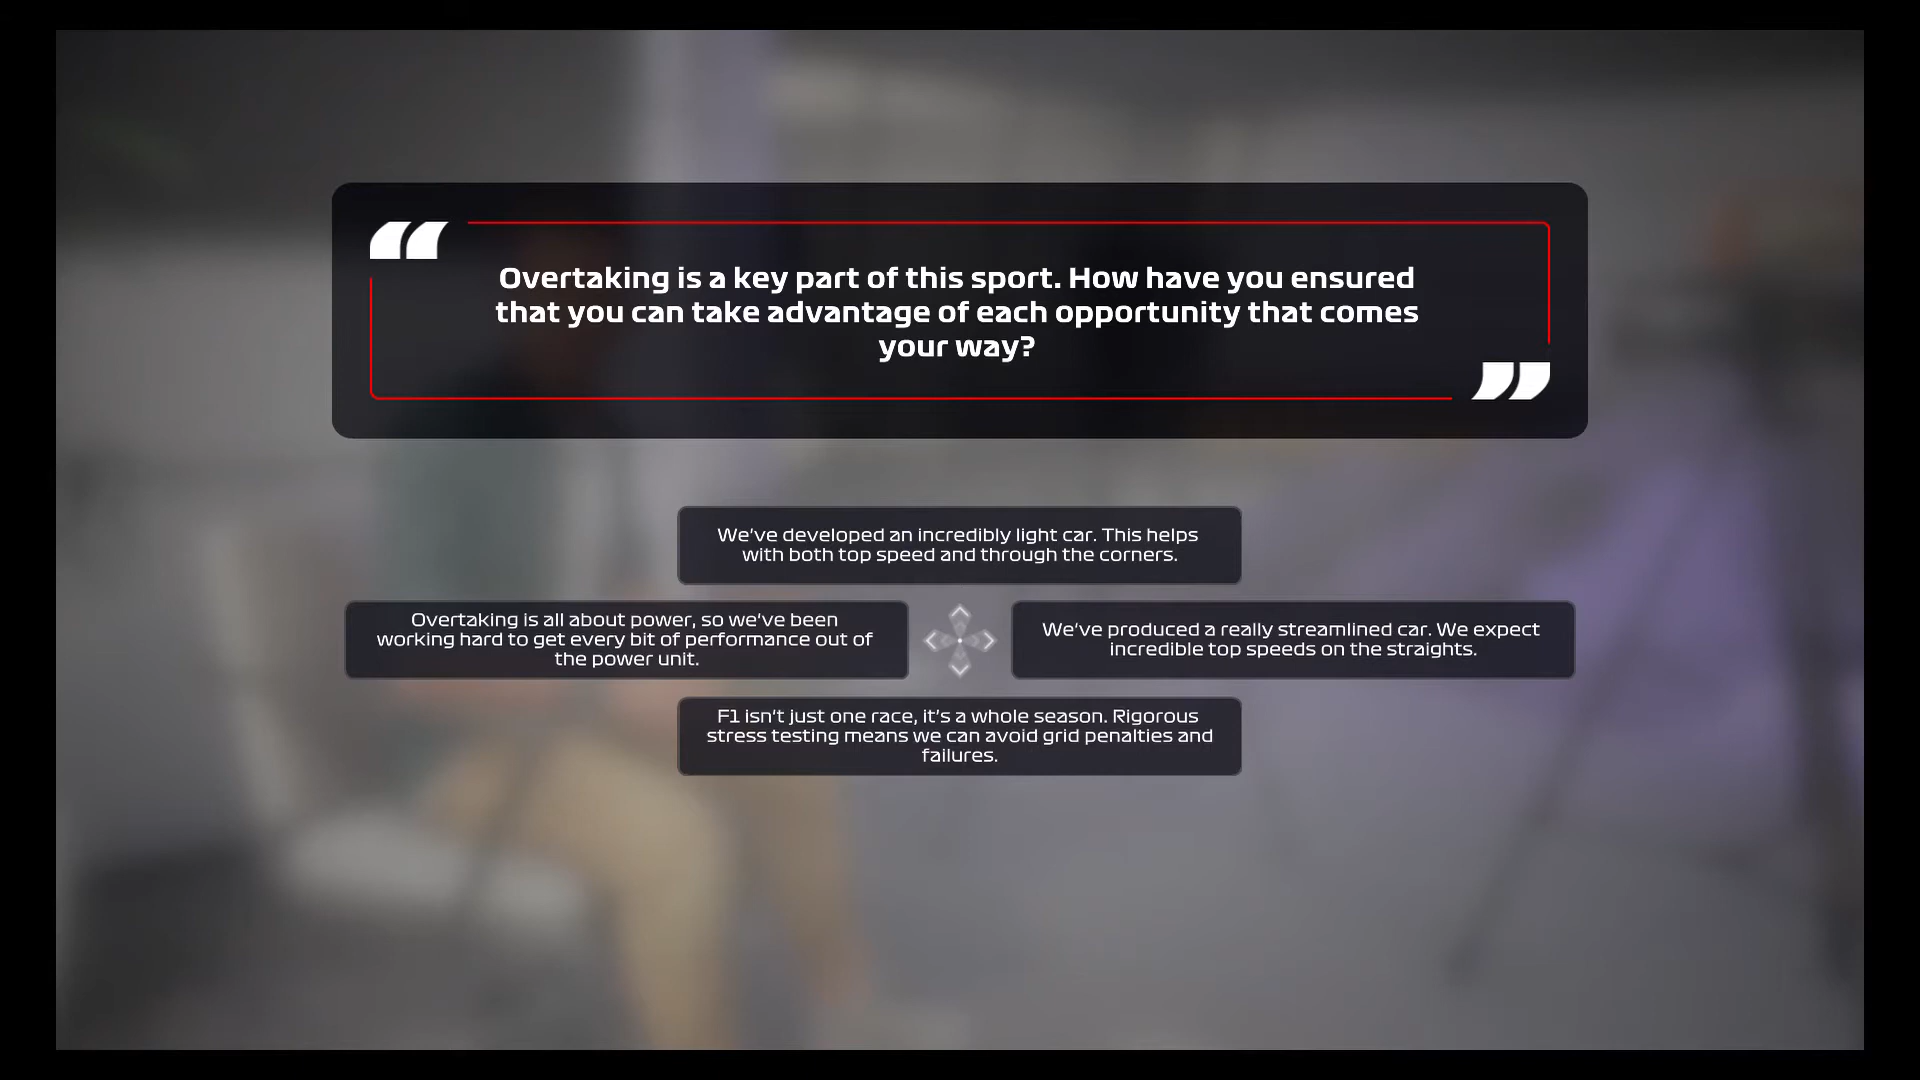 Overtaking is a key part of this sport. How have you ensured
that you can take advantage of each opportunity that comes
your way?
We've developed an incredibly light car. This helps
with both top speed and through the corners.
Overtaking is all about power, so we've been
working hard to get every bit of performance out of
the power unit.
We've produced a really streamlined car. We expect
incredible top speeds on the straights.
F1 isn't just one race, it's a whole season. Rigorous
stress testing means we can avoid grid penalties and
failures.